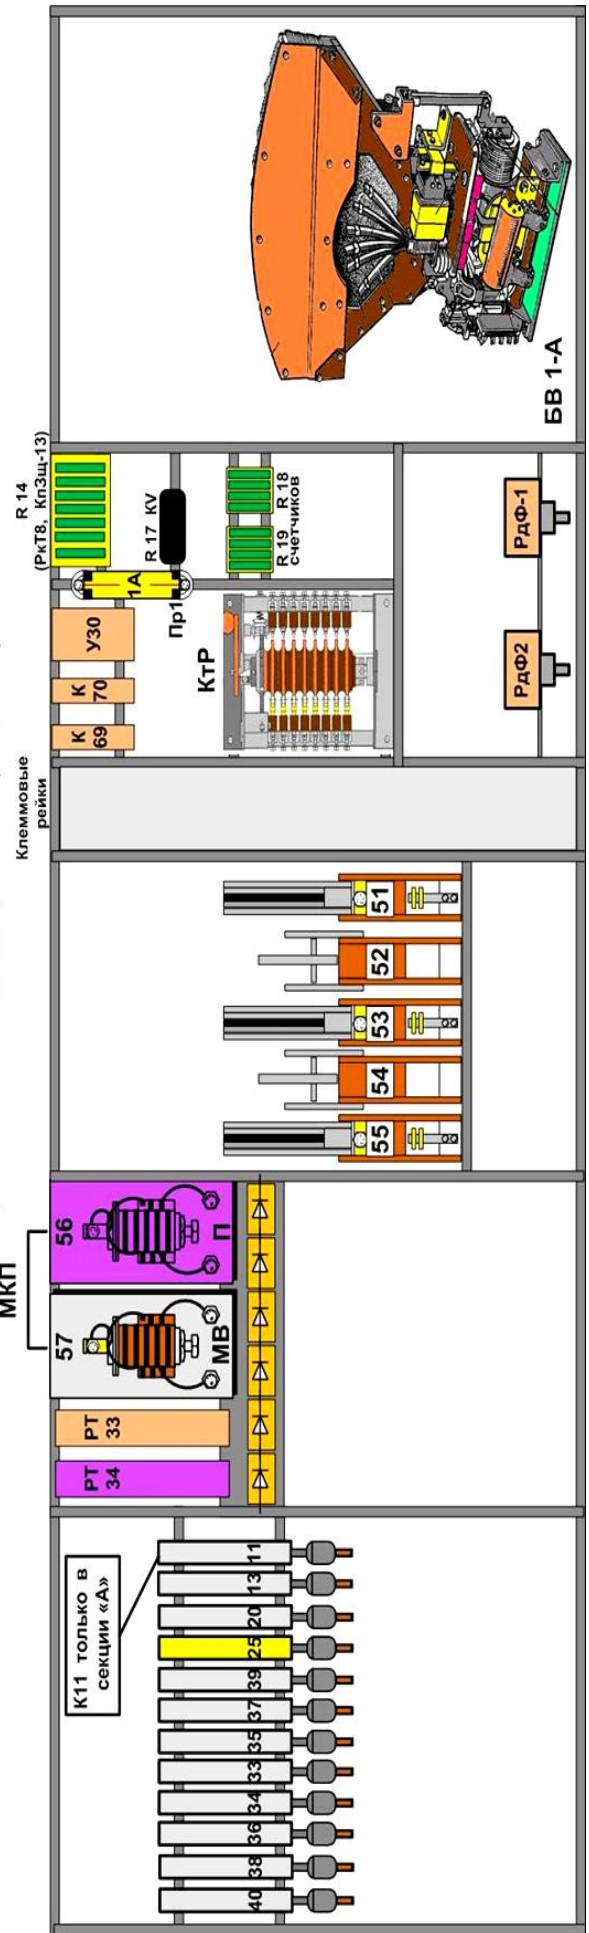 К11 только в
секции «А»
40 38 36 34 33 35 37 39 25 20 13 11
МКП
РТ
34
РТ
33
57
МВ
56
П
55 54 53 52 51
Клеммовые
рейки
К
69
К
70
У30
1А
Пр1
КтР
R 14
(РкТ8, КпЗщ-13)
R 17 KV
R 19 R 18
счетчиков
РдФ2
РдФ-1
БВ 1-А